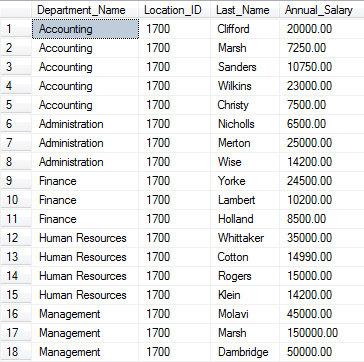 Department_Name Location_ID Last_Name Annual_Salary
1 Accounting 1700 Clifford 20000.00
2 Accounting 1700 Marsh 7250.00
3 Accounting 1700 Sanders 10750.00
4 Accounting 1700 Wilkins 23000.00
5 Accounting 1700 Christy 7500.00
6 Administration 1700 Nicholls 6500.00
7 Administration 1700 Merton 25000.00
8 Administration 1700 Wise 14200.00
9 Finance 1700 Yorke 24500.00
10 Finance 1700 Lambert 10200.00
11 Finance 1700 Holland 8500.00
12 Human Resources 1700 Whittaker 35000.00
13 Human Resources 1700 Cotton 14990.00
14 Human Resources 1700 Rogers 15000.00
15 Human Resources 1700 Klein 14200.00
16 Management 1700 Molavi 45000.00
17 Management 1700 Marsh 150000.00
18 Management 1700 Dambridge 50000.00